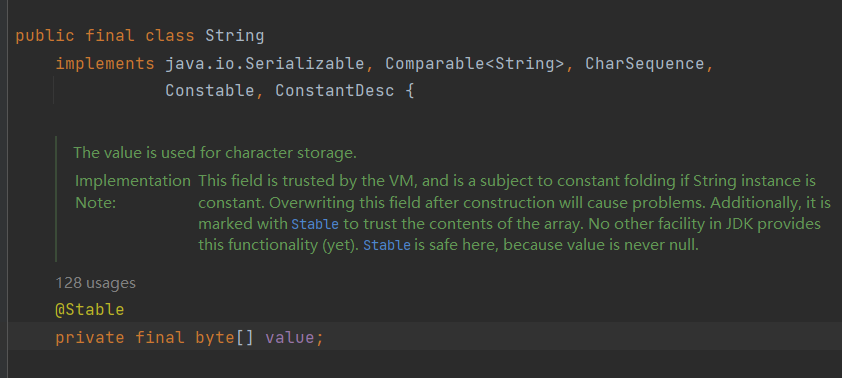 public final class String
implements java.io.Serializable, Comparable<String>, CharSequence,
Constable, ConstantDesc {
The value is used for character storage.
Implementation Note: This field is trusted by the VM, and is a subject to constant folding if String instance is
constant. Overwriting this field after construction will cause problems. Additionally, it is
marked with Stable to trust the contents of the array. No other facility in JDK provides
this functionality (yet). Stable is safe here, because value is never null.
128 usages
@Stable
private final byte[] value;